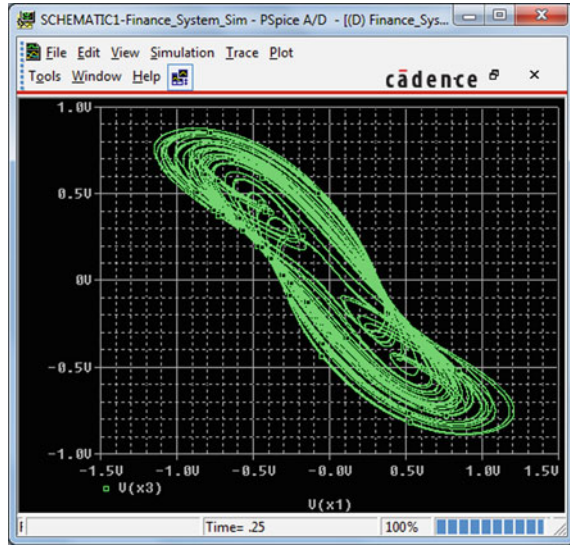 SCHEMATIC1-Finance_System_Sim - PSpice A/D - [(D) Finance_Sys...
File Edit View Simulation Trace Plot
Tools Window Help
cādence
1.0V
0.5V
0V
-0.5V
-1.0V
-1.5V -1.0V -0.5V -0.0V 0.5V 1.0V 1.5V
V(x3)
V(x1)
Time= .25 100%